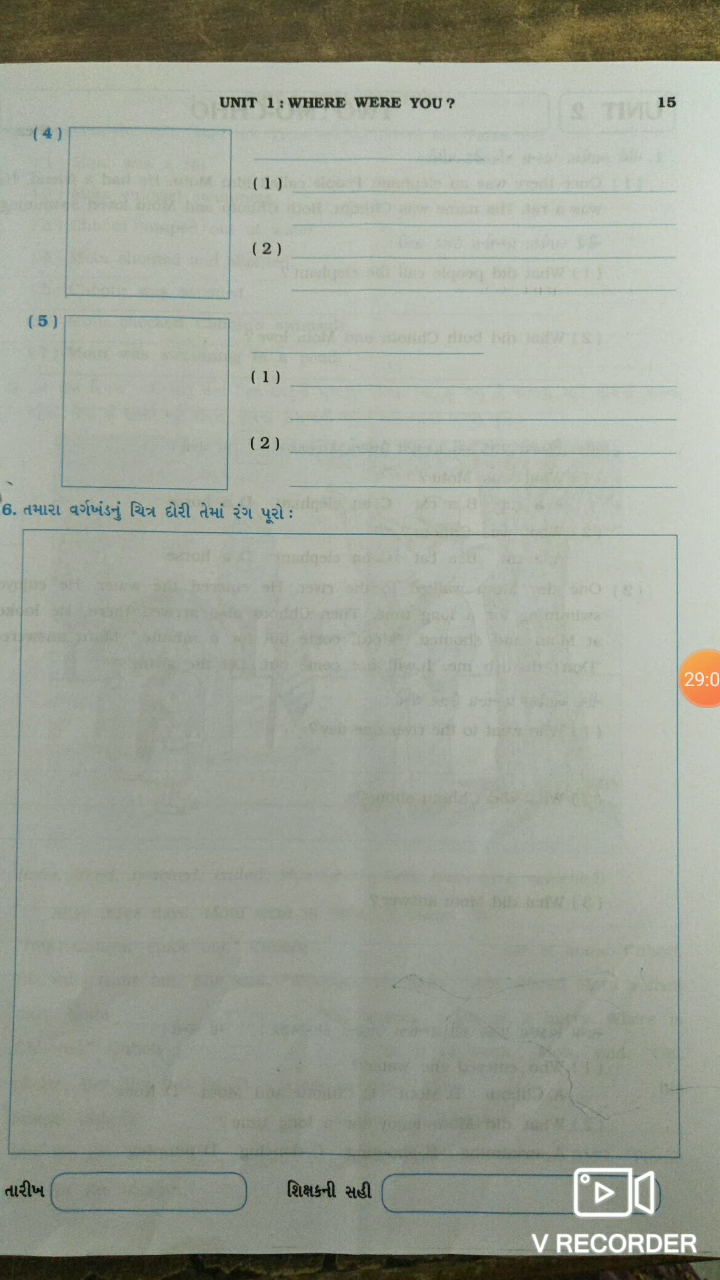 UNIT 1 : WHERE WERE YOU ? 15
( 4 )
( 1 )
( 2 )
( 5 )
( 1 )
( 2 )
6. તમારા વર્ગખંડનું ચિત્ર દોરી તેમાં રંગ પૂરો :
29:0
તારીખ શિક્ષકની સહી
V RECORDER